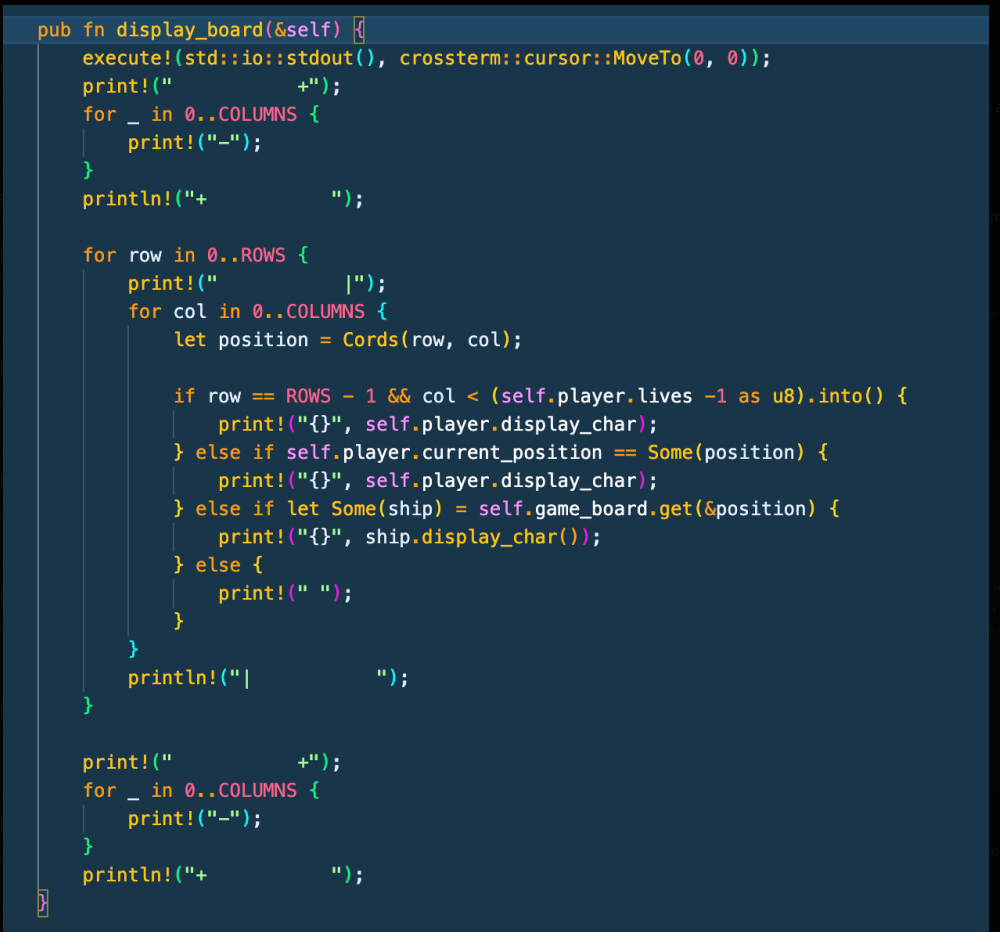 pub fn display_board(&self) {
    execute!(std::io::stdout(), crossterm::cursor::MoveTo(0, 0));
    print!("           +");
    for _ in 0..COLUMNS {
        print!("-");
    }
    println!("+           ");

    for row in 0..ROWS {
        print!("           |");
        for col in 0..COLUMNS {
            let position = Cords(row, col);

            if row == ROWS - 1 && col < (self.player.lives -1 as u8).into() {
                print!("{}", self.player.display_char);
            } else if self.player.current_position == Some(position) {
                print!("{}", self.player.display_char);
            } else if let Some(ship) = self.game_board.get(&position) {
                print!("{}", ship.display_char());
            } else {
                print!(" ");
            }
        }
        println!("|           ");
    }

    print!("           +");
    for _ in 0..COLUMNS {
        print!("-");
    }
    println!("+           ");
}